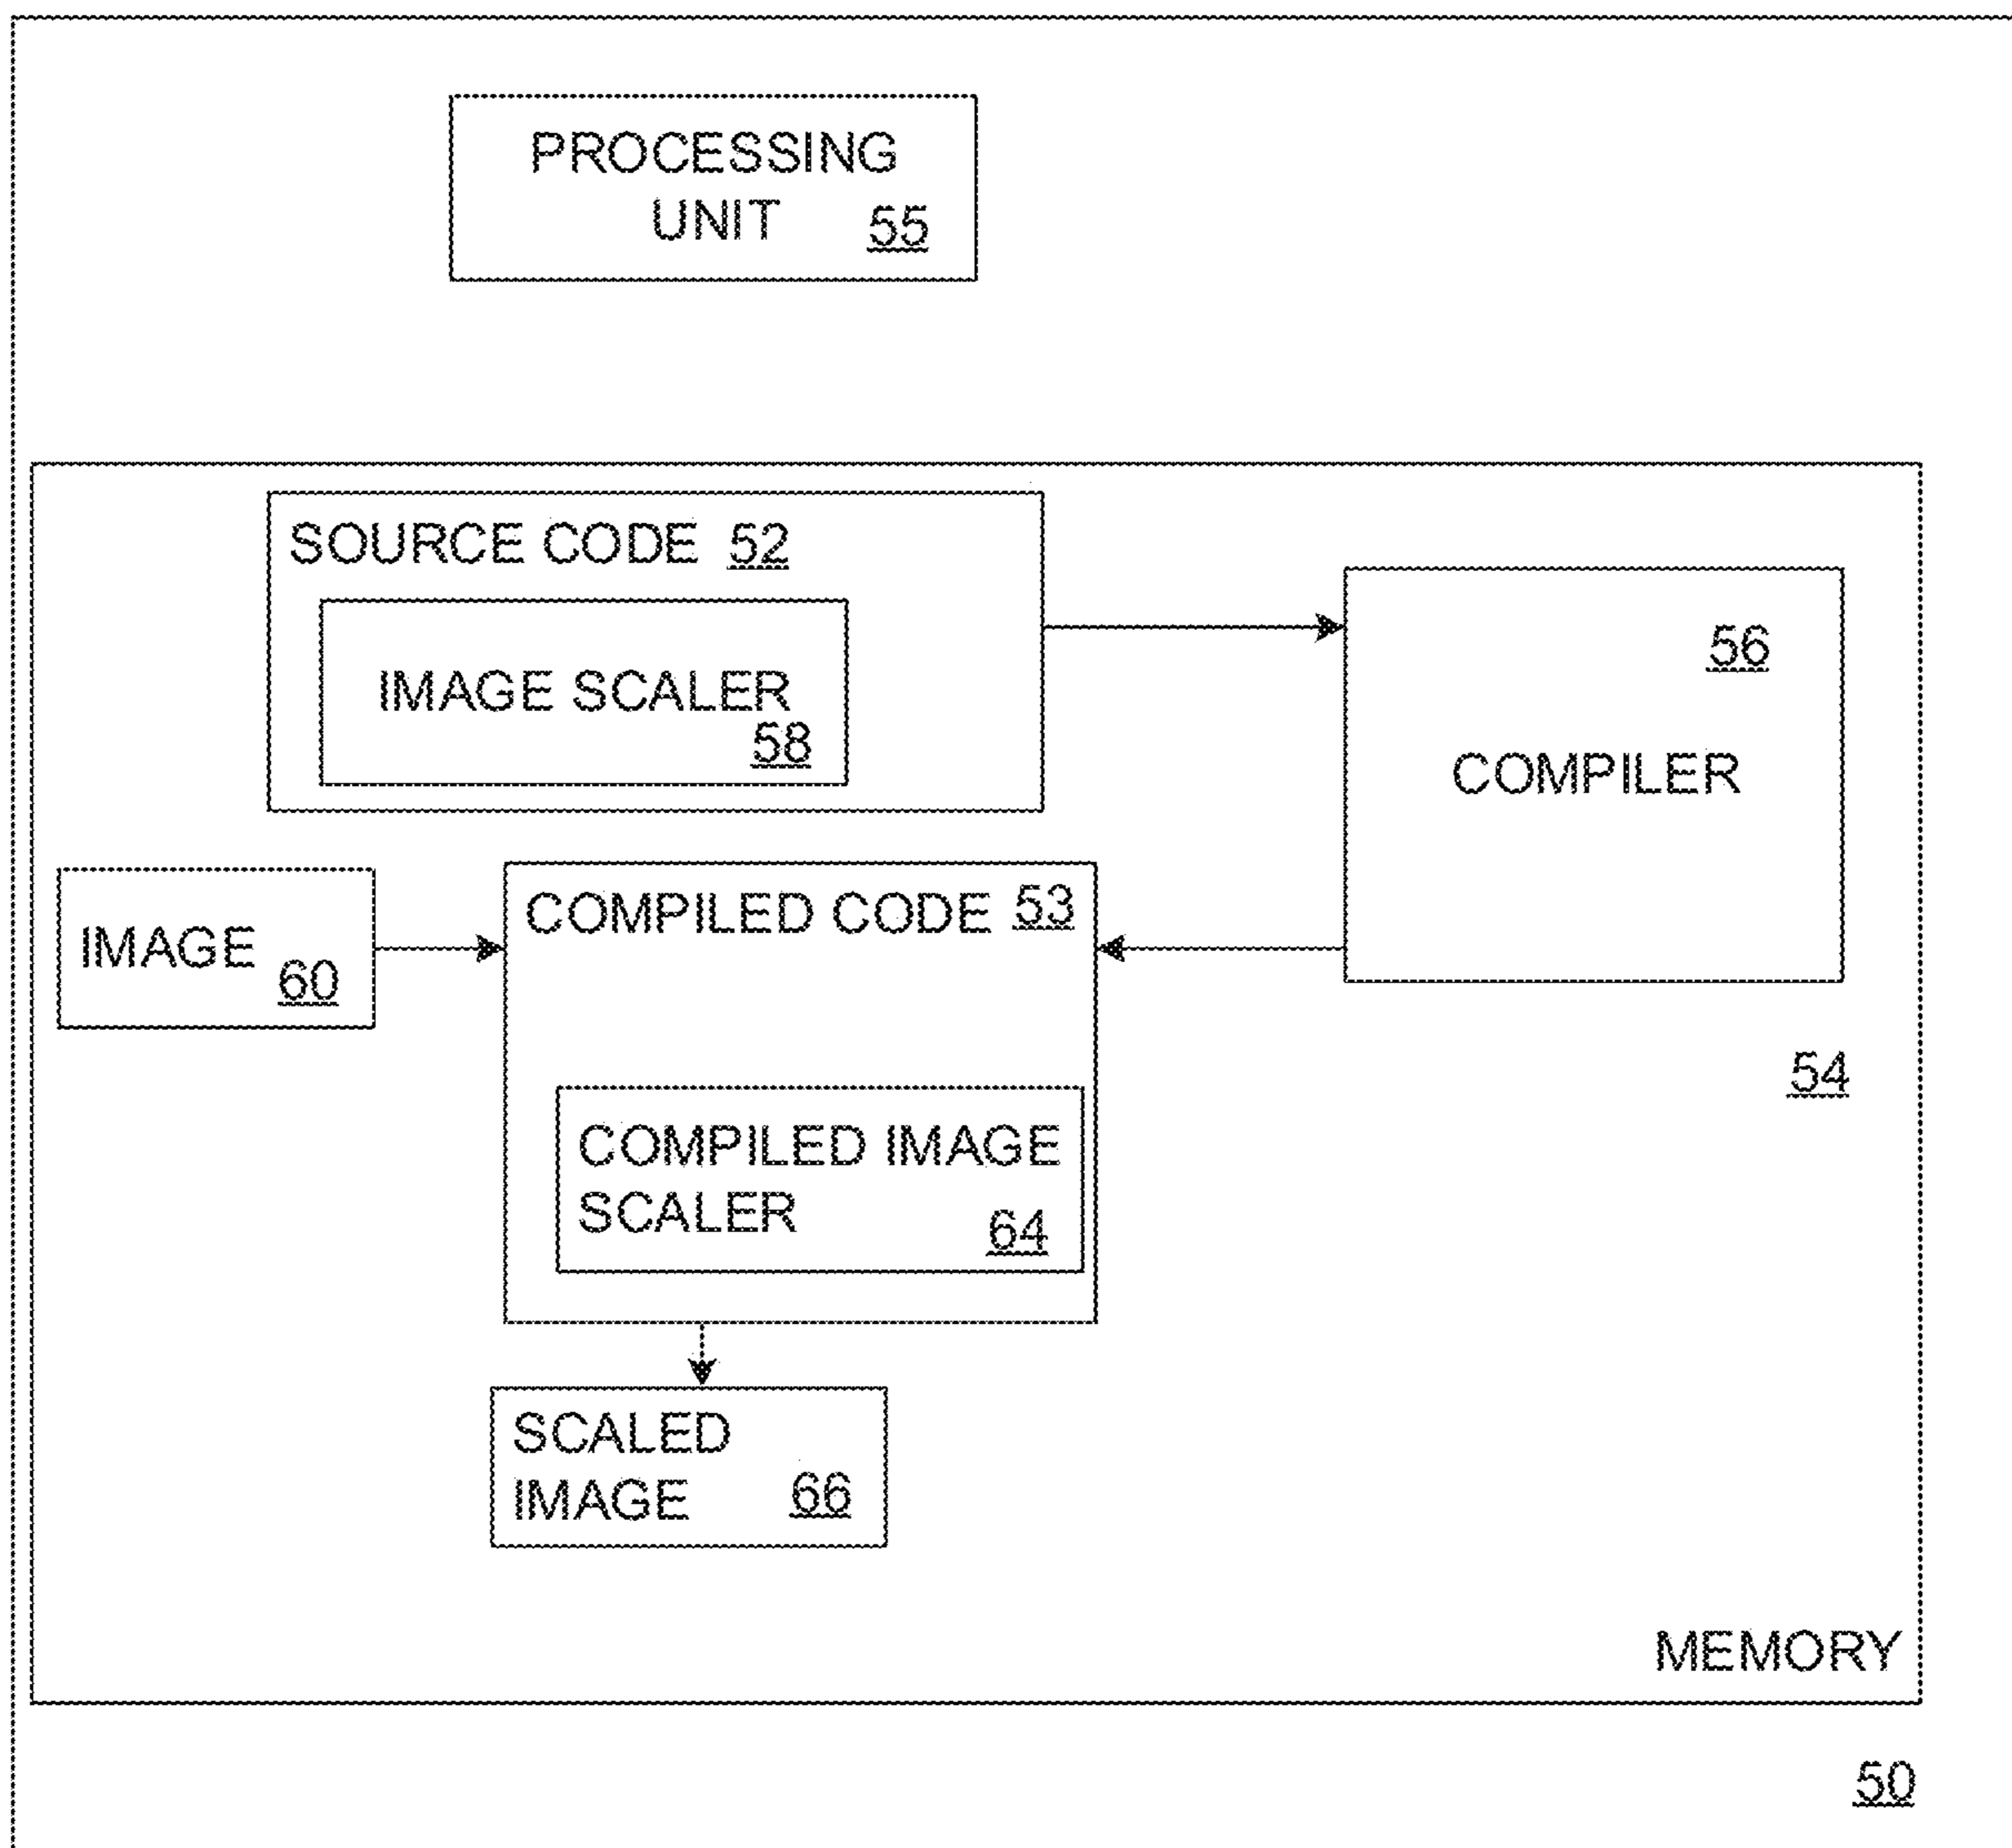 PROCESSING
UNIT 55
SOURCE CODE 52
IMAGE SCALER
58
56
COMPILER
IMAGE
60
COMPILED CODE 53
54
COMPILED IMAGE
SCALER
64
SCALED
IMAGE 66
MEMORY
50